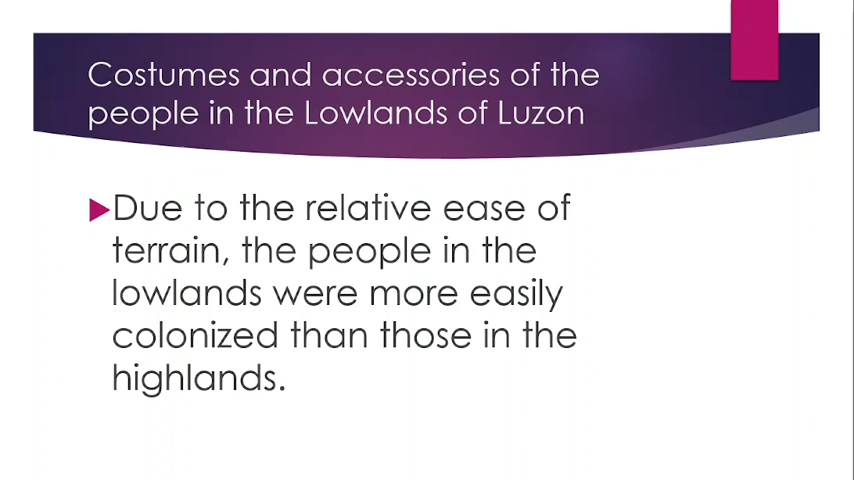 Costumes and accessories of the
people in the Lowlands of Luzon
Due to the relative ease of
terrain, the people in the
lowlands were more easily
colonized than those in the
highlands.